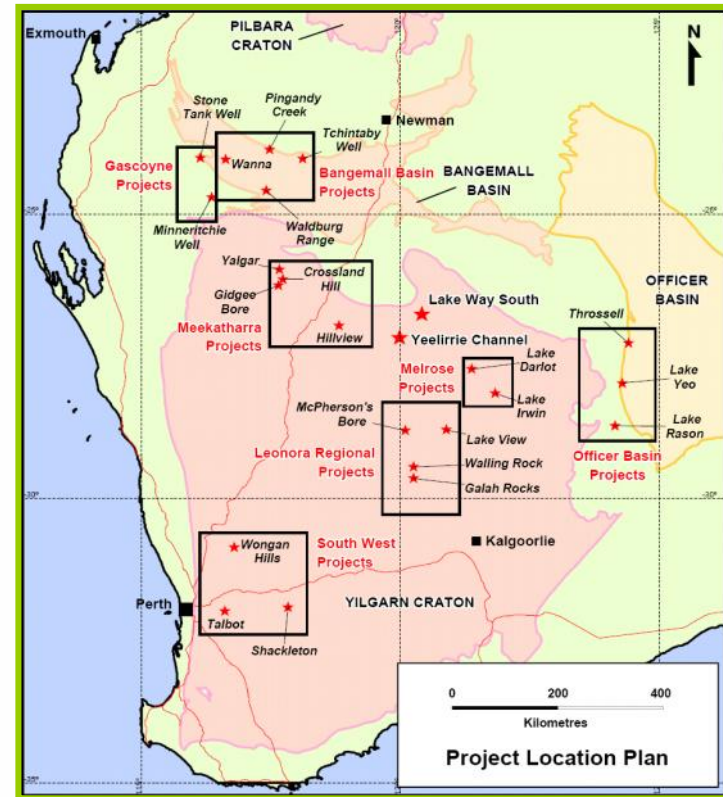 PILBARA
CRATON
Exmouth
N
Stone
Tank Well
Pingandy
Creek
Newman
Tchintaby
Well
Gascoyne
Projects
Wanna
Bangemall Basin
Projects
BANGEMALL
BASIN
Minneritchie
Well
Waldburg
Range
Yalgar
Crossland
Hill
Gidgee
Bore
Meekatharra
Projects
Hillview
Lake Way South
Yeelirrie Channel
OFFICER
BASIN
Throssell
Melrose
Projects
Lake
Darlot
Lake
Irwin
Lake
Yeo
Lake
Rason
Officer Basin
Projects
McPherson's
Bore
Lake View
Leonora Regional
Projects
Walling Rock
Galah Rocks
Kalgoorlie
South West
Projects
Wongan
Hills
Perth
Talbot
Shackleton
YILGARN CRATON
0 200 400
Kilometres
Project Location Plan